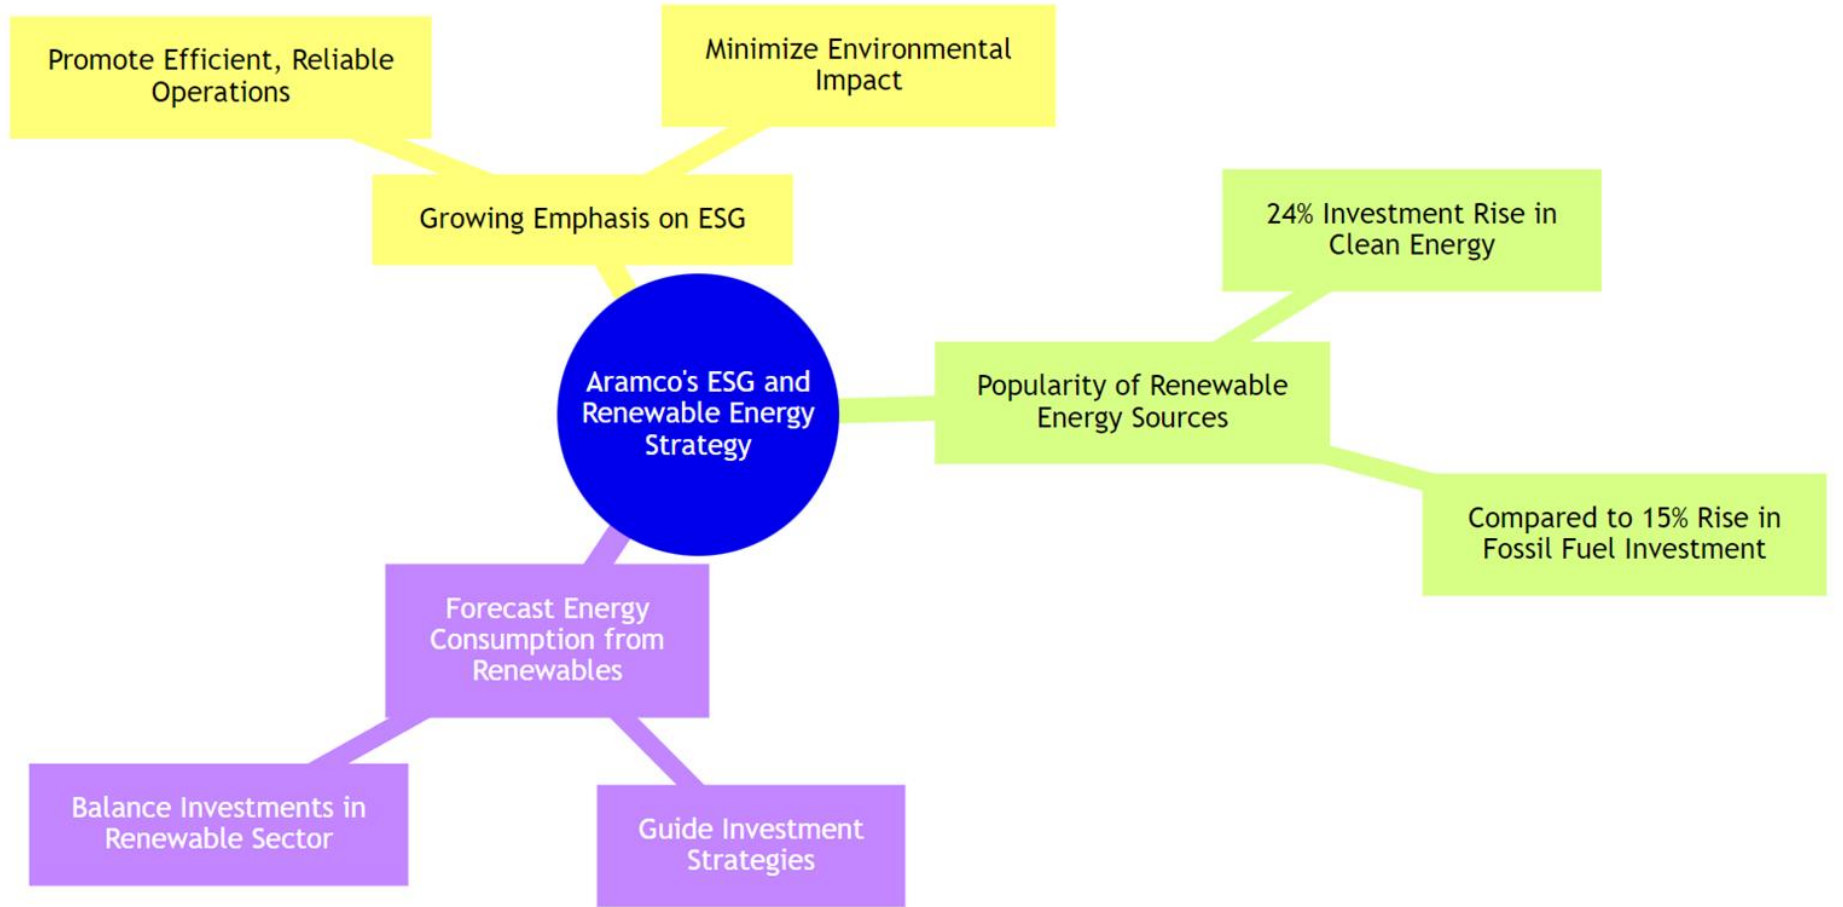 Promote Efficient, Reliable
Operations
Minimize Environmental
Impact
Growing Emphasis on ESG
24% Investment Rise in
Clean Energy
Aramco's ESG and
Renewable Energy
Strategy
Popularity of Renewable
Energy Sources
Compared to 15% Rise in
Fossil Fuel Investment
Forecast Energy
Consumption from
Renewables
Balance Investments in
Renewable Sector
Guide Investment
Strategies